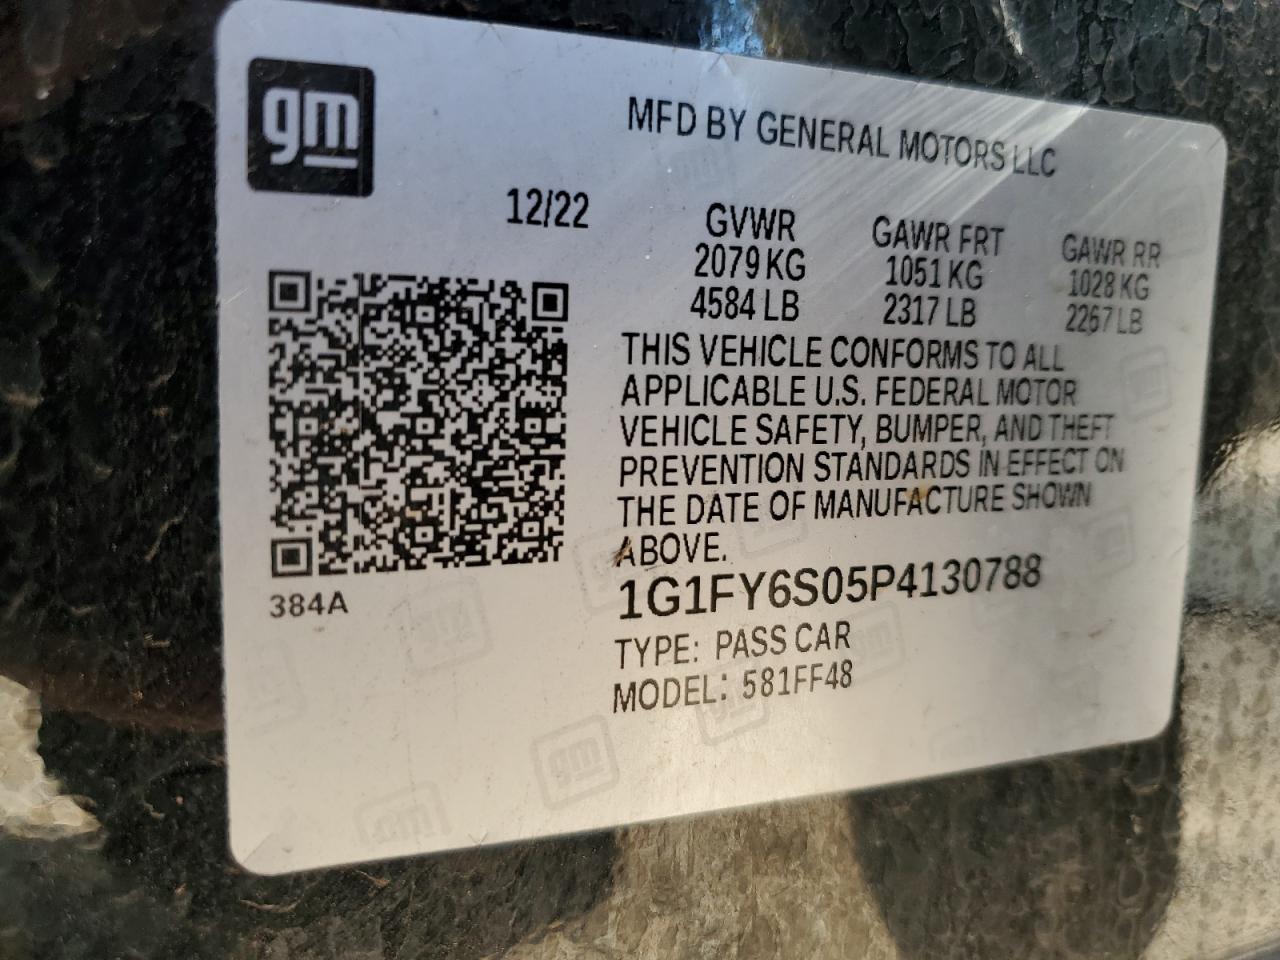 gm
MFD BY GENERAL MOTORS LLC
12/22
GVWR GAWR FRT GAWR RR
2079 KG 1051 KG 1028 KG
4584 LB 2317 LB 2267 LB
THIS VEHICLE CONFORMS TO ALL
APPLICABLE U.S. FEDERAL MOTOR
VEHICLE SAFETY, BUMPER, AND THEFT
PREVENTION STANDARDS IN EFFECT ON
THE DATE OF MANUFACTURE SHOWN
ABOVE.
1G1FY6S05P4130788
384A
TYPE: PASS CAR
MODEL: 581FF48